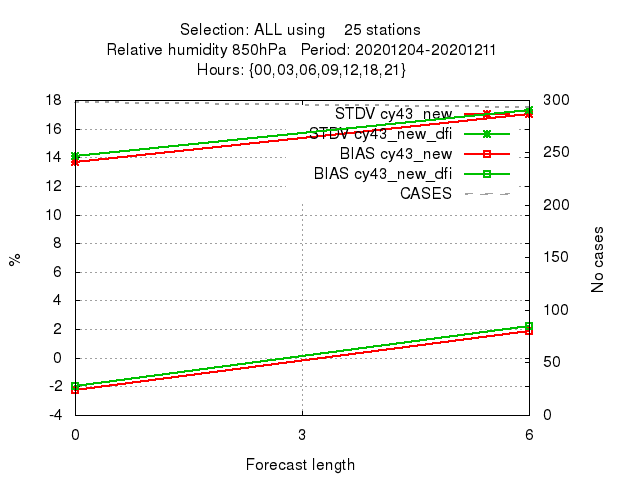 Selection: ALL using    25 stations
Relative humidity 850hPa   Period: 20201204-20201211
Hours: {00,03,06,09,12,18,21}
STDV cy43_new
STDV cy43_new_dfi
BIAS cy43_new
BIAS cy43_new_dfi
CASES
18
16
14
12
10
8
6
4
2
0
-2
-4
%
300
250
200
150
100
50
0
No cases
0 3 6
Forecast length